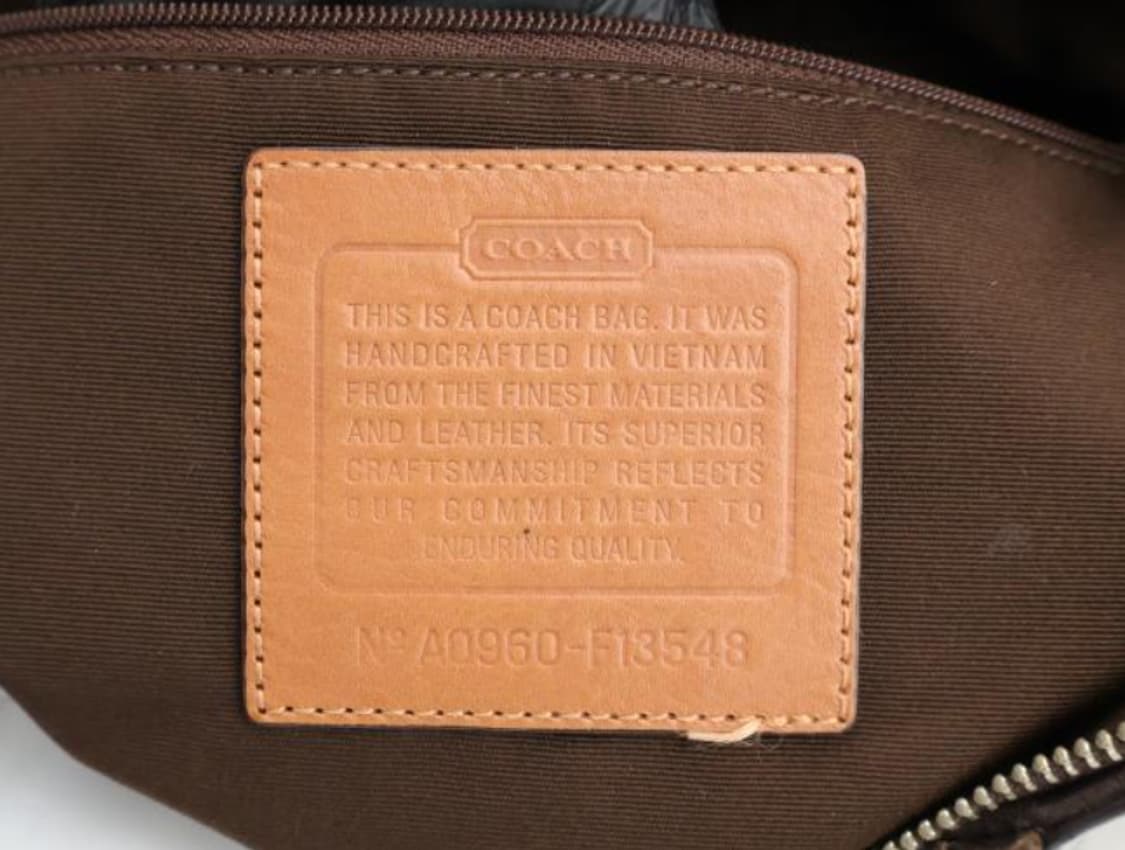 COACH
THIS IS A COACH BAG. IT WAS
HANDCRAFTED IN VIETNAM
FROM THE FINEST MATERIALS
AND LEATHER. ITS SUPERIOR
CRAFTSMANSHIP REFLECTS
OUR COMMITMENT TO
ENDURING QUALITY.
Nº A0960-F13548